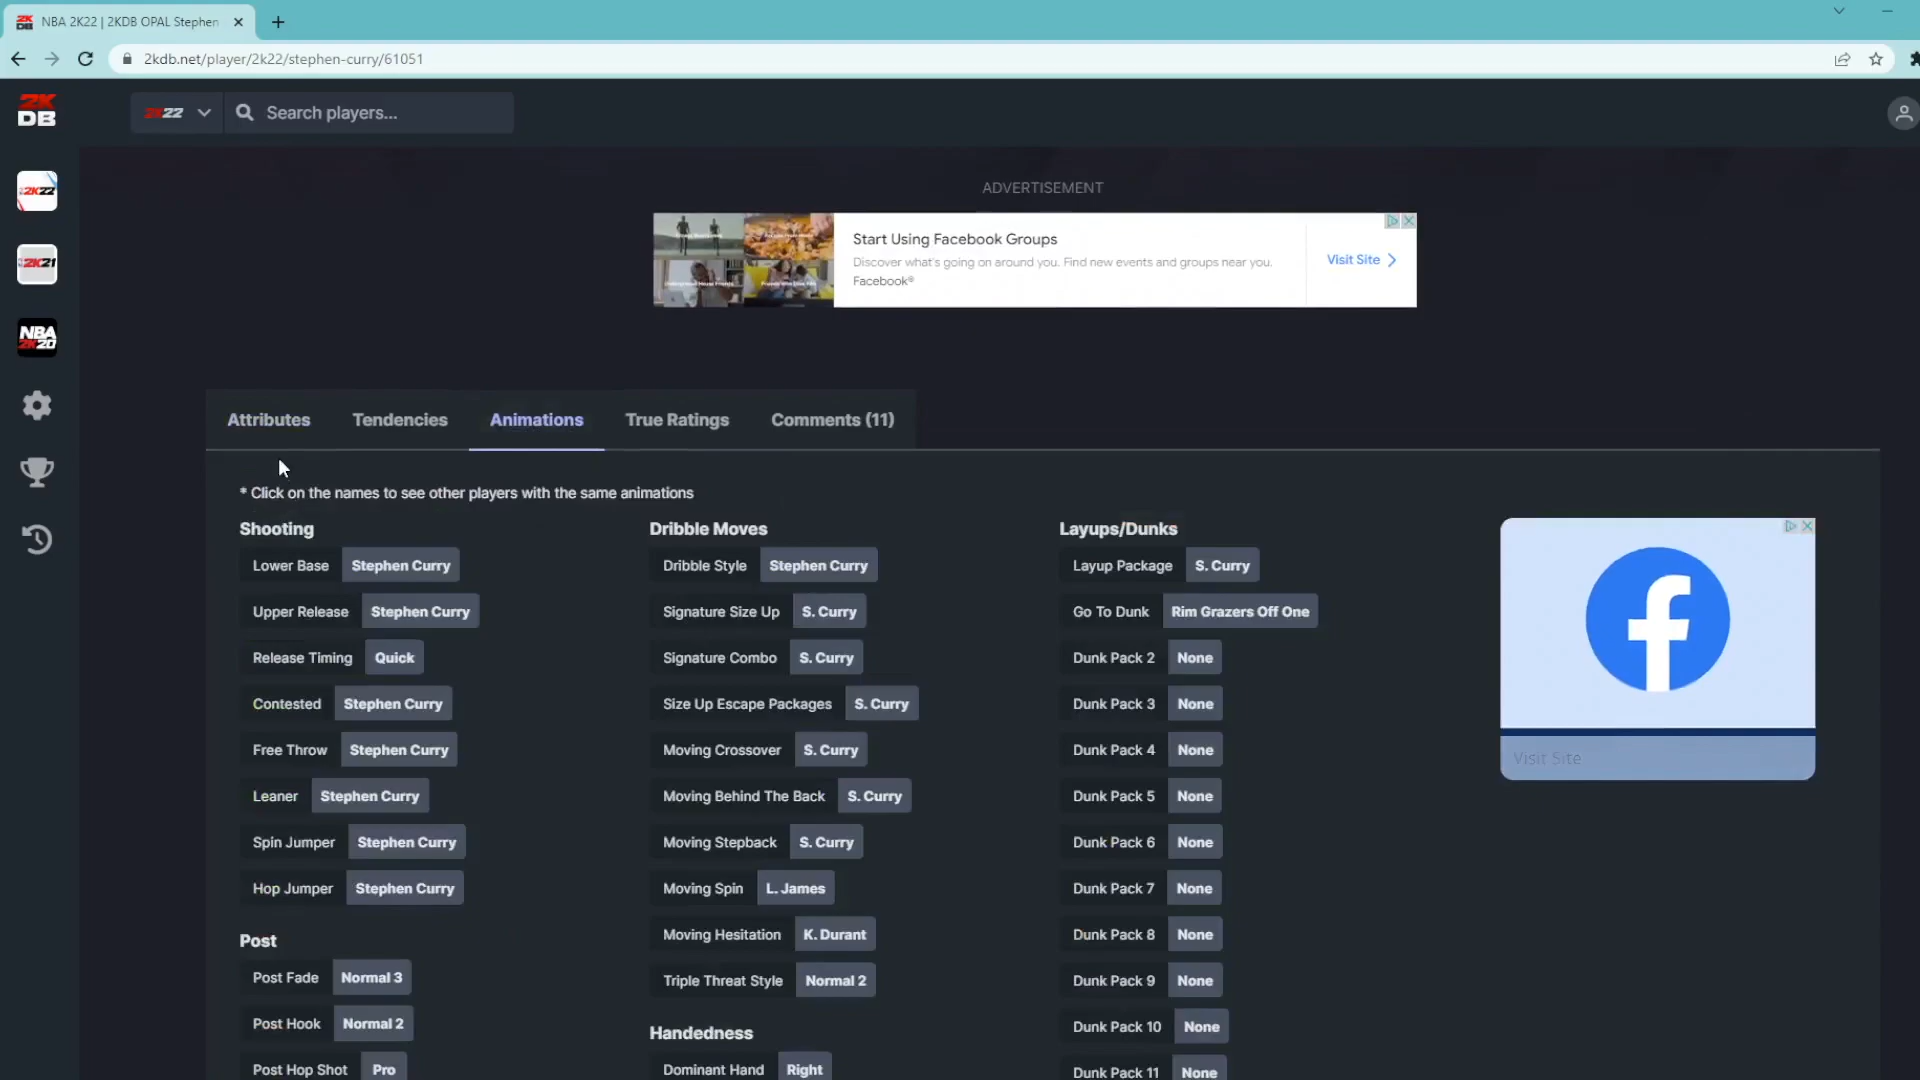 NBA 2K22 | 2KDB OPAL Stephen
2kdb.net/player/2k22/stephen-curry/61051
2K
DB
2K22
Search players...
2K22
2K21
NBA
2K20
ADVERTISEMENT
Start Using Facebook Groups
Discover what's going on around you. Find new events and groups near you.
Facebook®
Visit Site
Attributes
Tendencies
Animations
True Ratings
Comments (11)
* Click on the names to see other players with the same animations
Shooting
Lower Base Stephen Curry
Upper Release Stephen Curry
Release Timing Quick
Contested Stephen Curry
Free Throw Stephen Curry
Leaner Stephen Curry
Spin Jumper Stephen Curry
Hop Jumper Stephen Curry
Post
Post Fade Normal 3
Post Hook Normal 2
Post Hop Shot Pro
Dribble Moves
Dribble Style Stephen Curry
Signature Size Up S. Curry
Signature Combo S. Curry
Size Up Escape Packages S. Curry
Moving Crossover S. Curry
Moving Behind The Back S. Curry
Moving Stepback S. Curry
Moving Spin L. James
Moving Hesitation K. Durant
Triple Threat Style Normal 2
Handedness
Dominant Hand Right
Layups/Dunks
Layup Package S. Curry
Go To Dunk Rim Grazers Off One
Dunk Pack 2 None
Dunk Pack 3 None
Dunk Pack 4 None
Dunk Pack 5 None
Dunk Pack 6 None
Dunk Pack 7 None
Dunk Pack 8 None
Dunk Pack 9 None
Dunk Pack 10 None
Dunk Pack 11 None
Visit Site